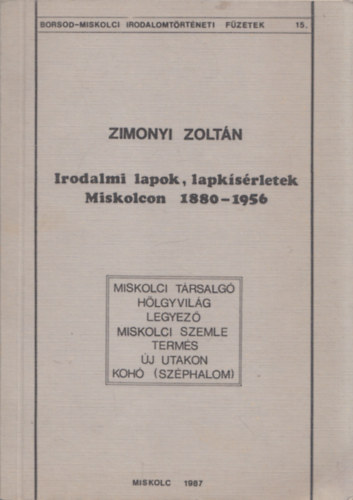 BORSOD-MISKOLCI IRODALOMTÖRTÉNETI FÜZETEK 15.
ZIMONYI ZOLTÁN
Irodalmi lapok, lapkísérletek
Miskolcon 1880-1956
MISKOLCI TÁRSALGÓ
HÖLGYVILÁG
LEGYEZŐ
MISKOLCI SZEMLE
TERMÉS
ÚJ UTAKON
KOHÓ (SZÉPHALOM)
MISKOLC 1987